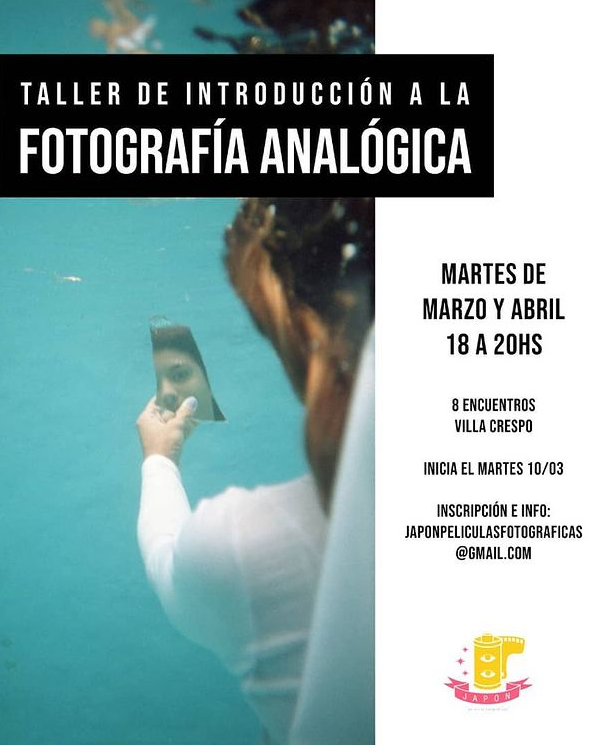 TALLER DE INTRODUCCIÓN A LA
FOTOGRAFÍA ANALÓGICA
MARTES DE
MARZO Y ABRIL
18 A 20HS
8 ENCUENTROS
VILLA CRESPO
INICIA EL MARTES 10/03
INSCRIPCIÓN E INFO:
JAPONPELICULASFOTOGRAFICAS
@GMAIL.COM
JAPON